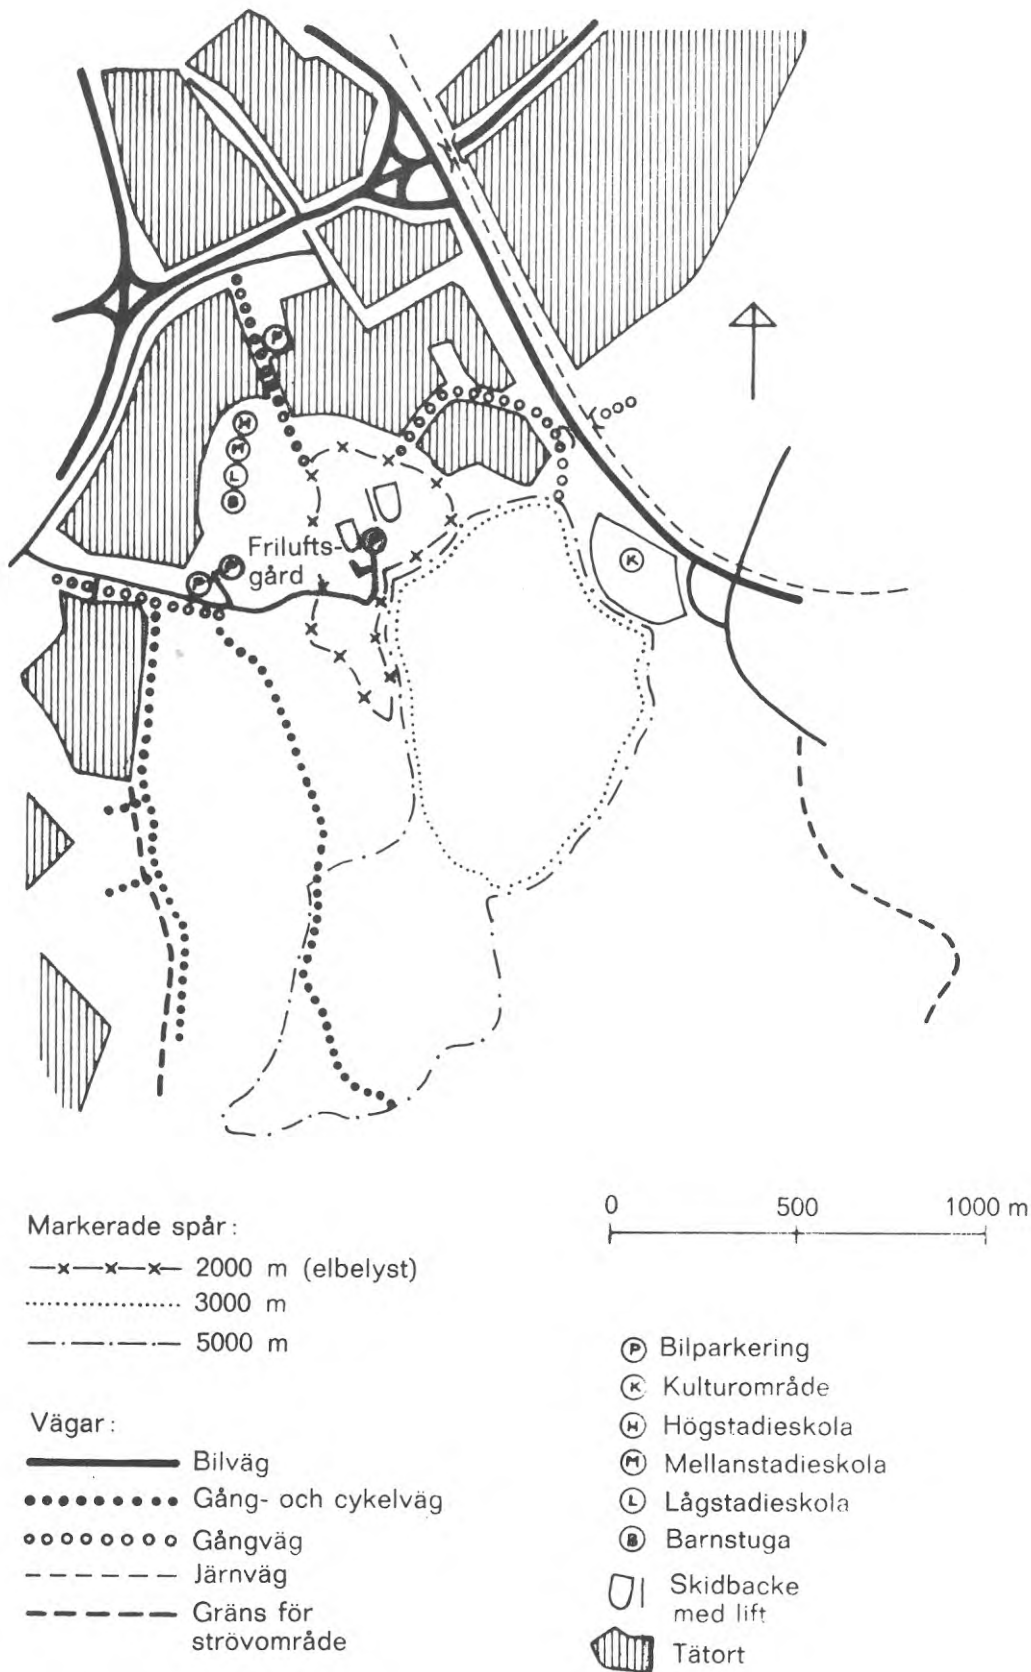 P
H
M
L
B
Frilufts-
gård
P
P
P
K
Markerade spår:
2000 m (elbelyst)
3000 m
5000 m
Vägar:
Bilväg
Gång- och cykelväg
Gångväg
Järnväg
Gräns för
strövområde
0 500 1000 m
P Bilparkering
K Kulturområde
H Högstadieskola
M Mellanstadieskola
L Lågstadieskola
B Barnstuga
Skidbacke
med lift
Tätort